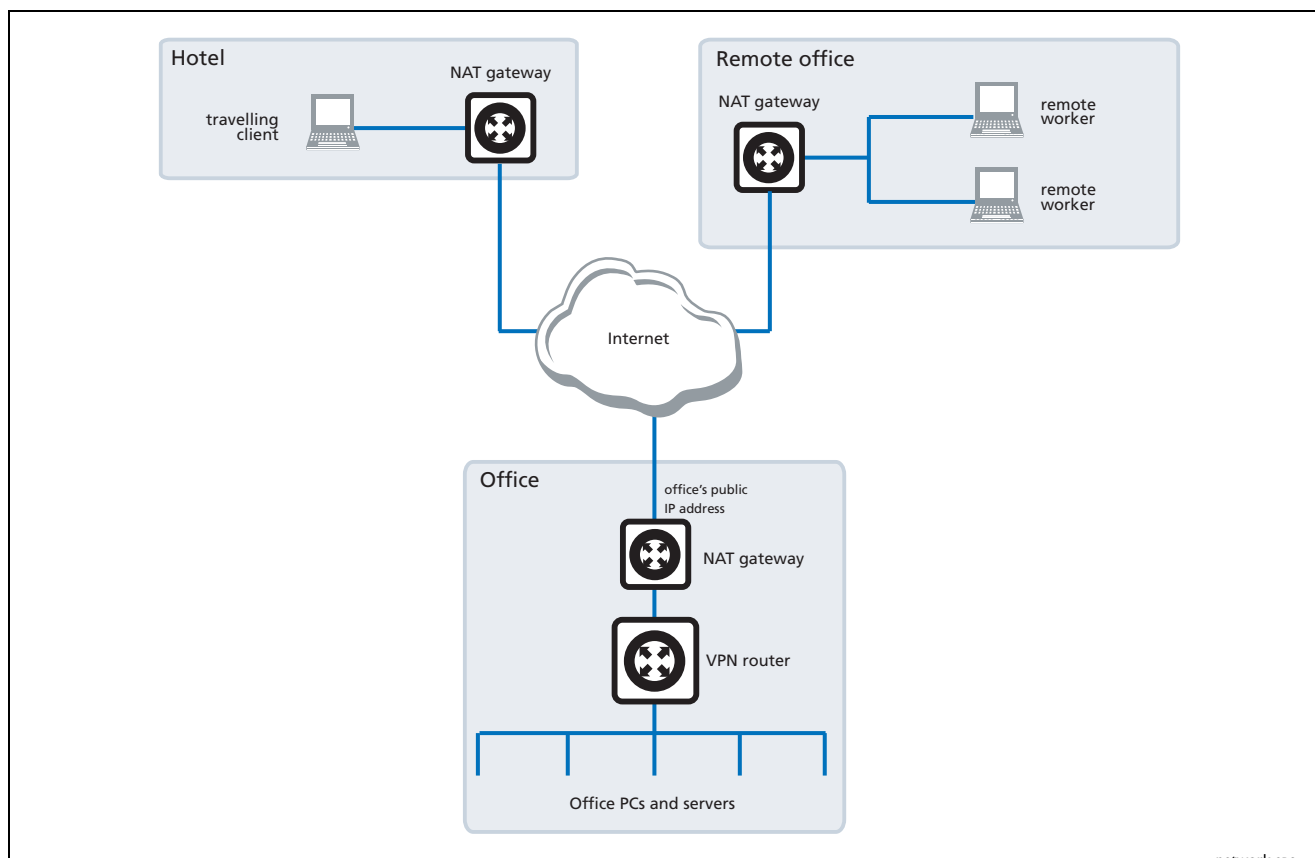 Hotel
NAT gateway
travelling
client
Remote office
NAT gateway
remote
worker
remote
worker
Internet
Office
office's public
IP address
NAT gateway
VPN router
Office PCs and servers